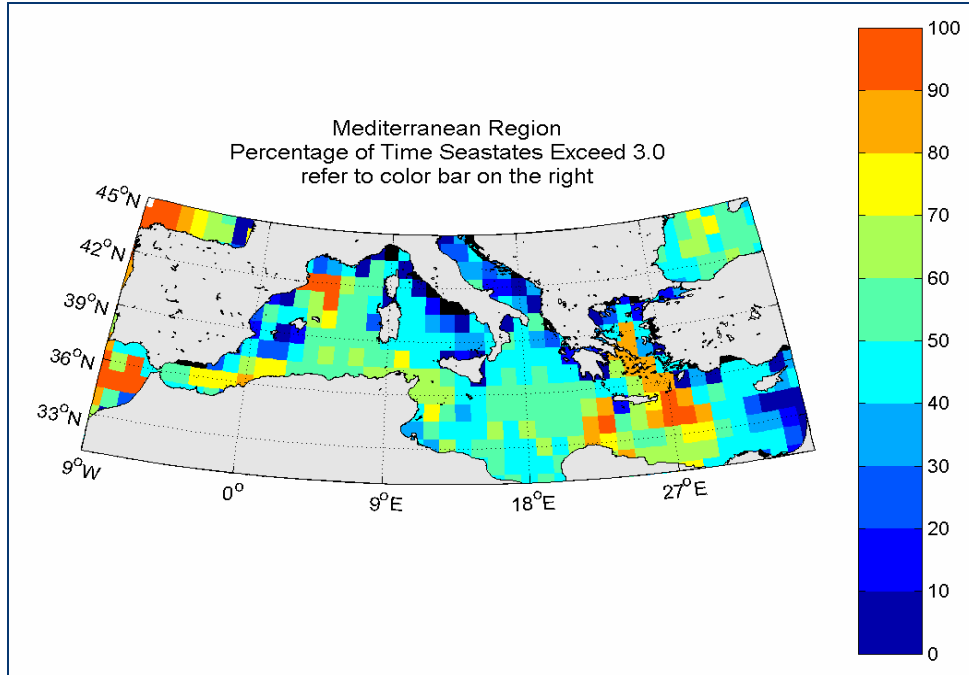 Mediterranean Region
Percentage of Time Seastates Exceed 3.0
refer to color bar on the right
45°N
42°N
39°N
36°N
33°N
9°W
0°
9°E
18°E
27°E
100
90
80
70
60
50
40
30
20
10
0